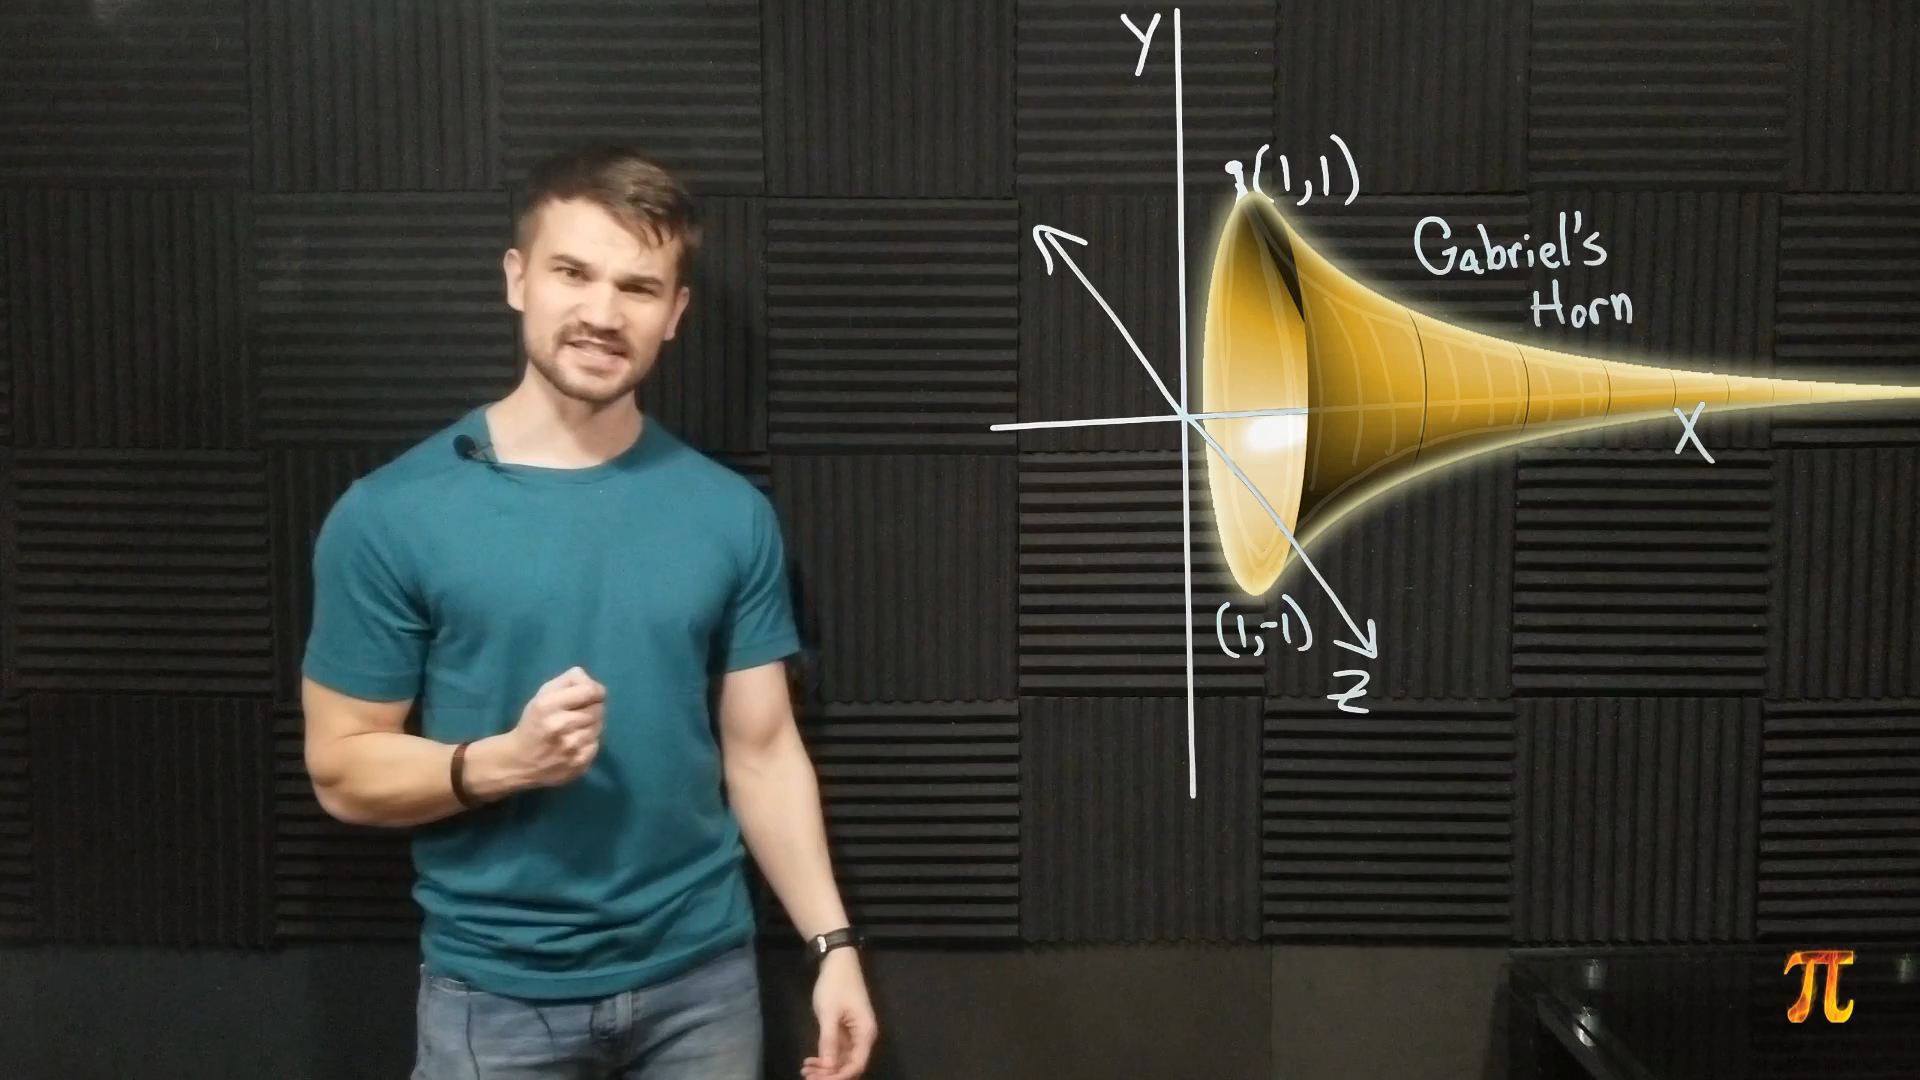 Y
(1,1)
Gabriel's
Horn
X
(1,-1)
Z
π